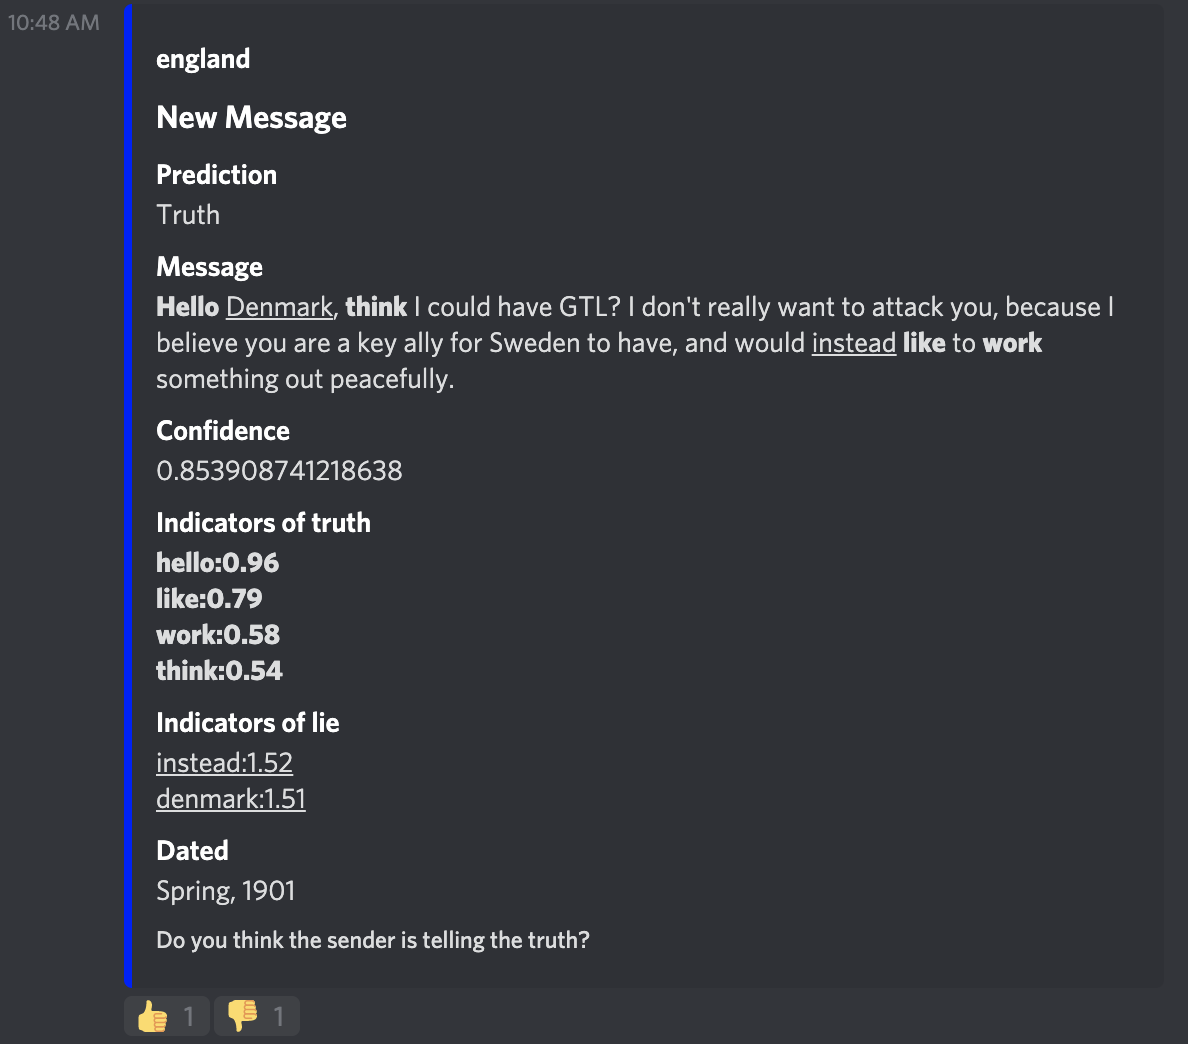 10:48 AM
england
New Message
Prediction
Truth
Message
Hello Denmark, think I could have GTL? I don't really want to attack you, because I
believe you are a key ally for Sweden to have, and would instead like to work
something out peacefully.
Confidence
0.853908741218638
Indicators of truth
hello:0.96
like:0.79
work:0.58
think:0.54
Indicators of lie
instead:1.52
denmark:1.51
Dated
Spring, 1901
Do you think the sender is telling the truth?
1 1